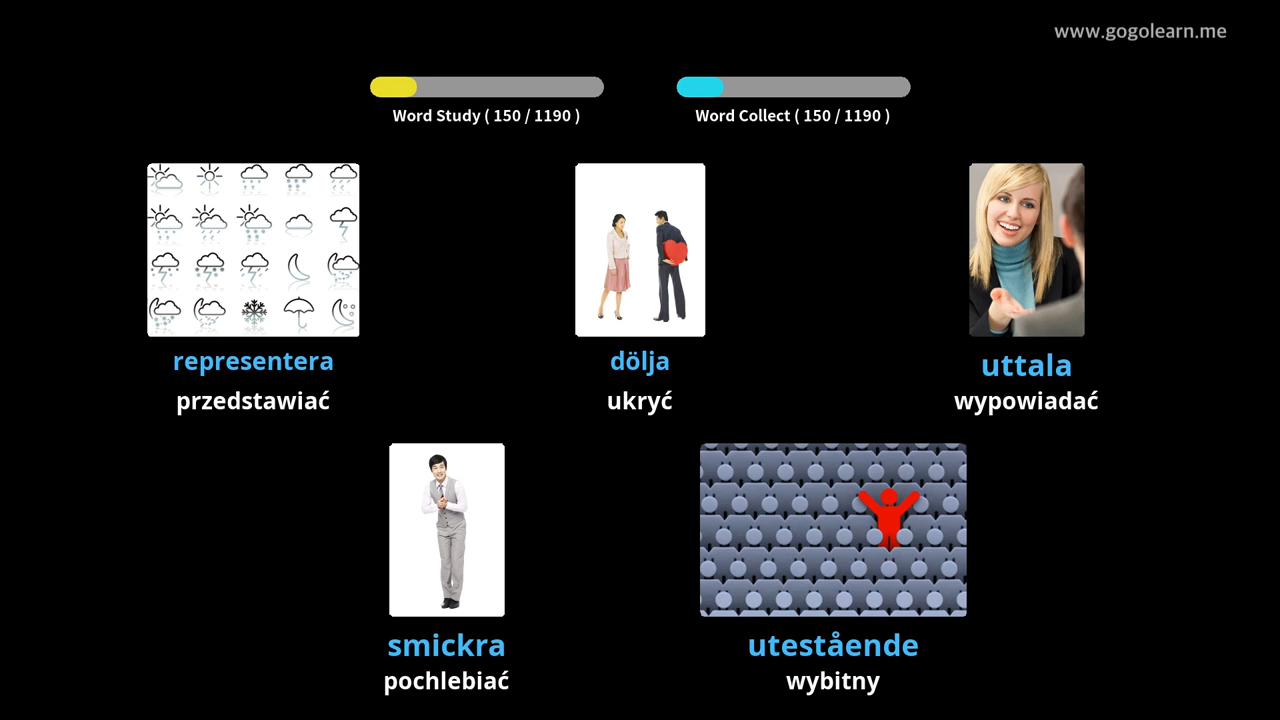 www.gogolearn.me
Word Study ( 150 / 1190 )
Word Collect ( 150 / 1190 )
representera
przedstawiać
dölja
ukryć
uttala
wypowiadać
smickra
pochlebiać
utestående
wybitny